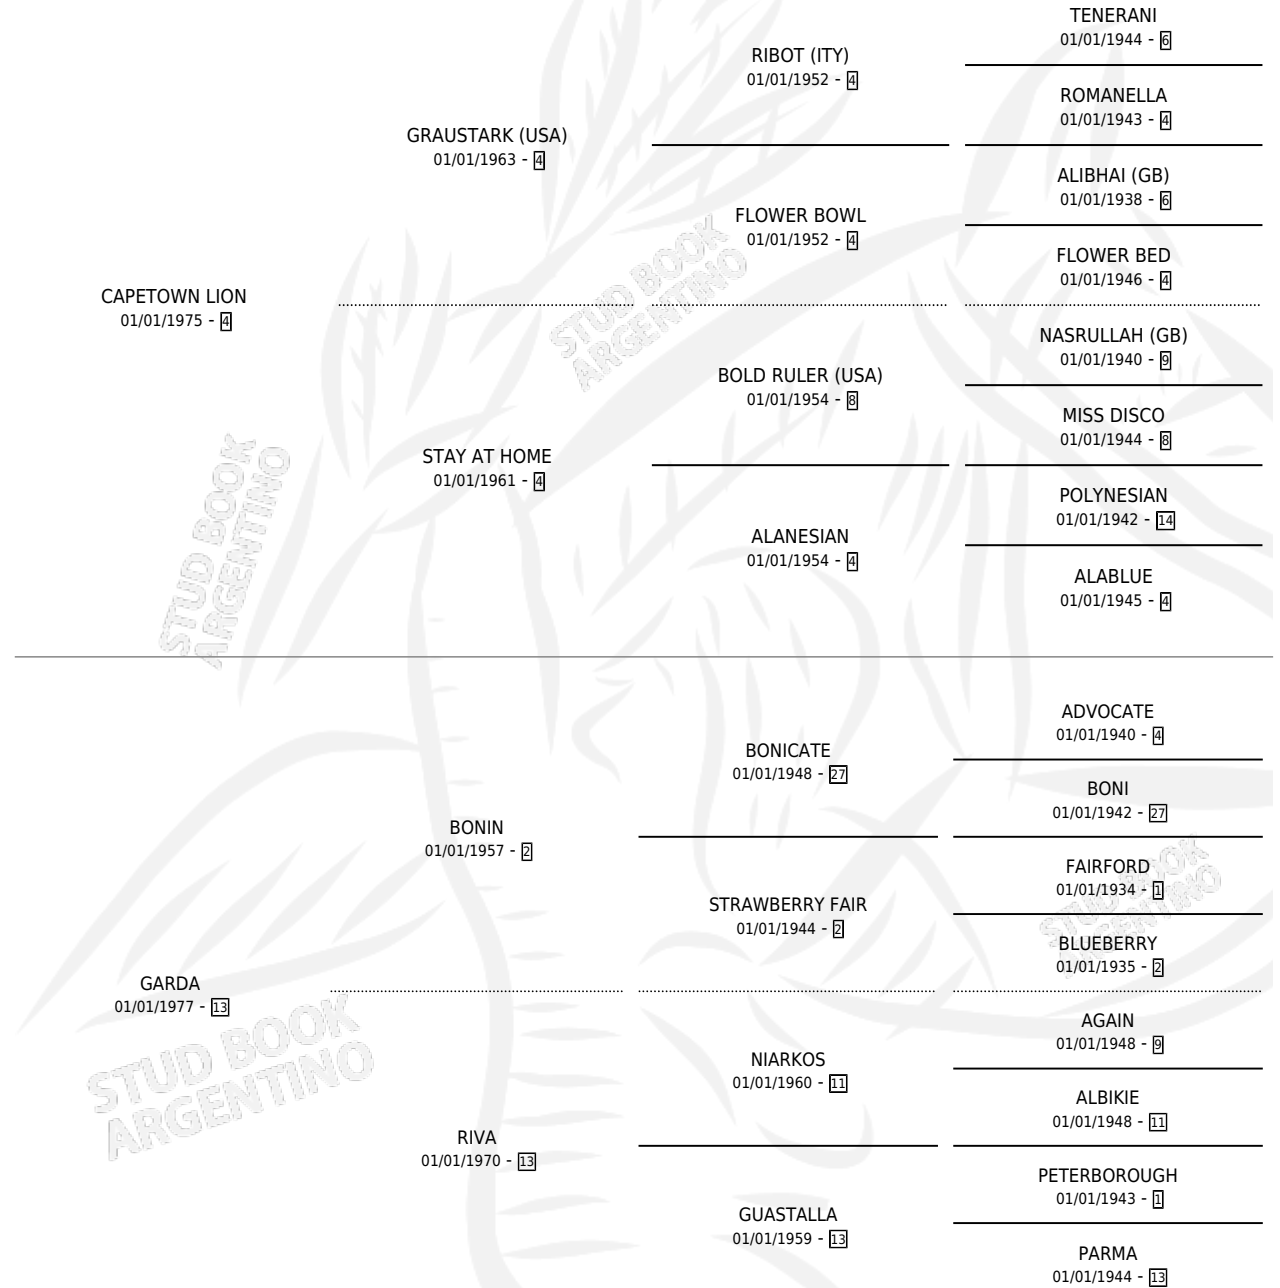 TENERANI
01/01/1944 - 6
RIBOT (ITY)
01/01/1952 - 4
ROMANELLA
01/01/1943 - 4
GRAUSTARK (USA)
01/01/1963 - 4
ALIBHAI (GB)
01/01/1938 - 6
FLOWER BOWL
01/01/1952 - 4
FLOWER BED
01/01/1946 - 4
CAPETOWN LION
01/01/1975 - 4
NASRULLAH (GB)
01/01/1940 - 9
BOLD RULER (USA)
01/01/1954 - 8
MISS DISCO
01/01/1944 - 8
STAY AT HOME
01/01/1961 - 4
POLYNESIAN
01/01/1942 - 14
ALANESIAN
01/01/1954 - 4
ALABLUE
01/01/1945 - 4
ADVOCATE
01/01/1940 - 4
BONICATE
01/01/1948 - 27
BONI
01/01/1942 - 27
BONIN
01/01/1957 - 2
FAIRFORD
01/01/1934 - 1
STRAWBERRY FAIR
01/01/1944 - 2
BLUEBERRY
01/01/1935 - 2
GARDA
01/01/1977 - 13
AGAIN
01/01/1948 - 9
NIARKOS
01/01/1960 - 11
ALBIKIE
01/01/1948 - 11
RIVA
01/01/1970 - 13
PETERBOROUGH
01/01/1943 - 1
GUASTALLA
01/01/1959 - 13
PARMA
01/01/1944 - 13
STUD BOOK
ARGENTINO
STUD BOOK
ARGENTINO
STUD BOOK
ARGENTINO
STUD BOOK
ARGENTINO